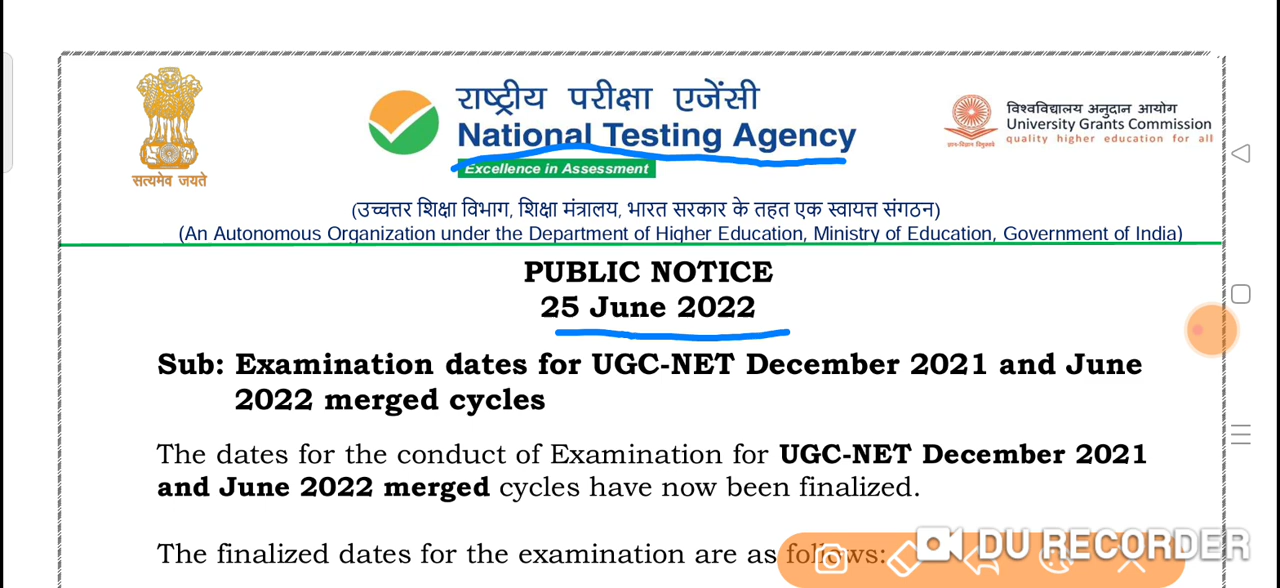 राष्ट्रीय परीक्षा एजेंसी
National Testing Agency
Excellence in Assessment
सत्यमेव जयते
विश्वविद्यालय अनुदान आयोग
University Grants Commission
quality higher education for all
ज्ञान-विज्ञान विमुक्तये
(उच्चत्तर शिक्षा विभाग, शिक्षा मंत्रालय, भारत सरकार के तहत एक स्वायत्त संगठन)
(An Autonomous Organization under the Department of Higher Education, Ministry of Education, Government of India)
PUBLIC NOTICE
25 June 2022
Sub: Examination dates for UGC-NET December 2021 and June
2022 merged cycles
The dates for the conduct of Examination for UGC-NET December 2021
and June 2022 merged cycles have now been finalized.
The finalized dates for the examination are as follows:
DU RECORDER